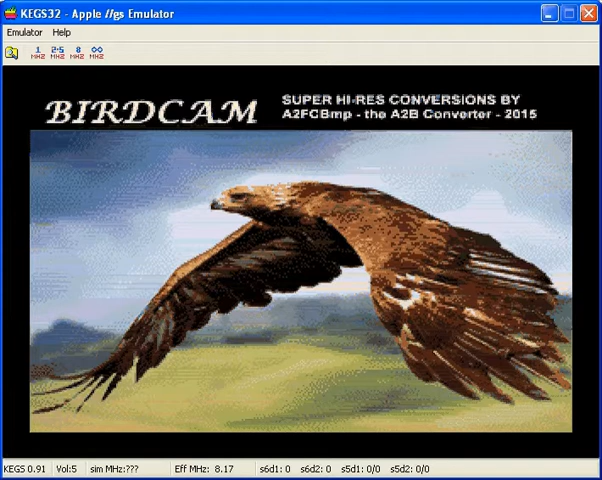 KEGS32 - Apple //gs Emulator
Emulator Help
1 MHZ 2·5 MHZ 8 MHZ ∞ MHZ
BIRDCAM
SUPER HI-RES CONVERSIONS BY
A2FCBmp - the A2B Converter - 2015
KEGS 0.91 Vol:5 sim MHz:??? Eff MHz: 8.17 s6d1: 0 s6d2: 0 s5d1: 0/0 s5d2: 0/0